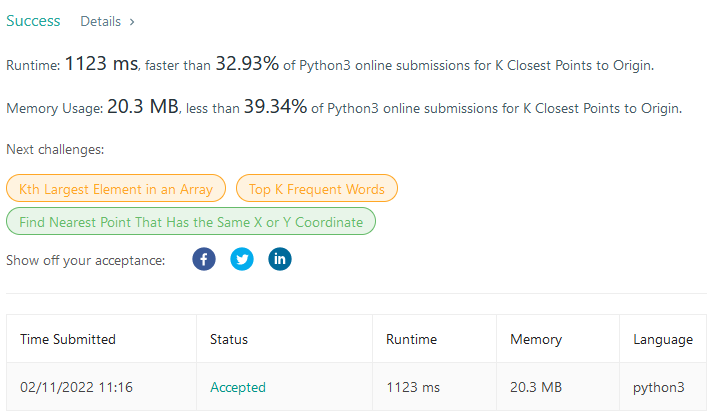 Success Details >
Runtime: 1123 ms, faster than 32.93% of Python3 online submissions for K Closest Points to Origin.
Memory Usage: 20.3 MB, less than 39.34% of Python3 online submissions for K Closest Points to Origin.
Next challenges:
Kth Largest Element in an Array Top K Frequent Words
Find Nearest Point That Has the Same X or Y Coordinate
Show off your acceptance: f in
Time Submitted Status Runtime Memory Language
02/11/2022 11:16 Accepted 1123 ms 20.3 MB python3